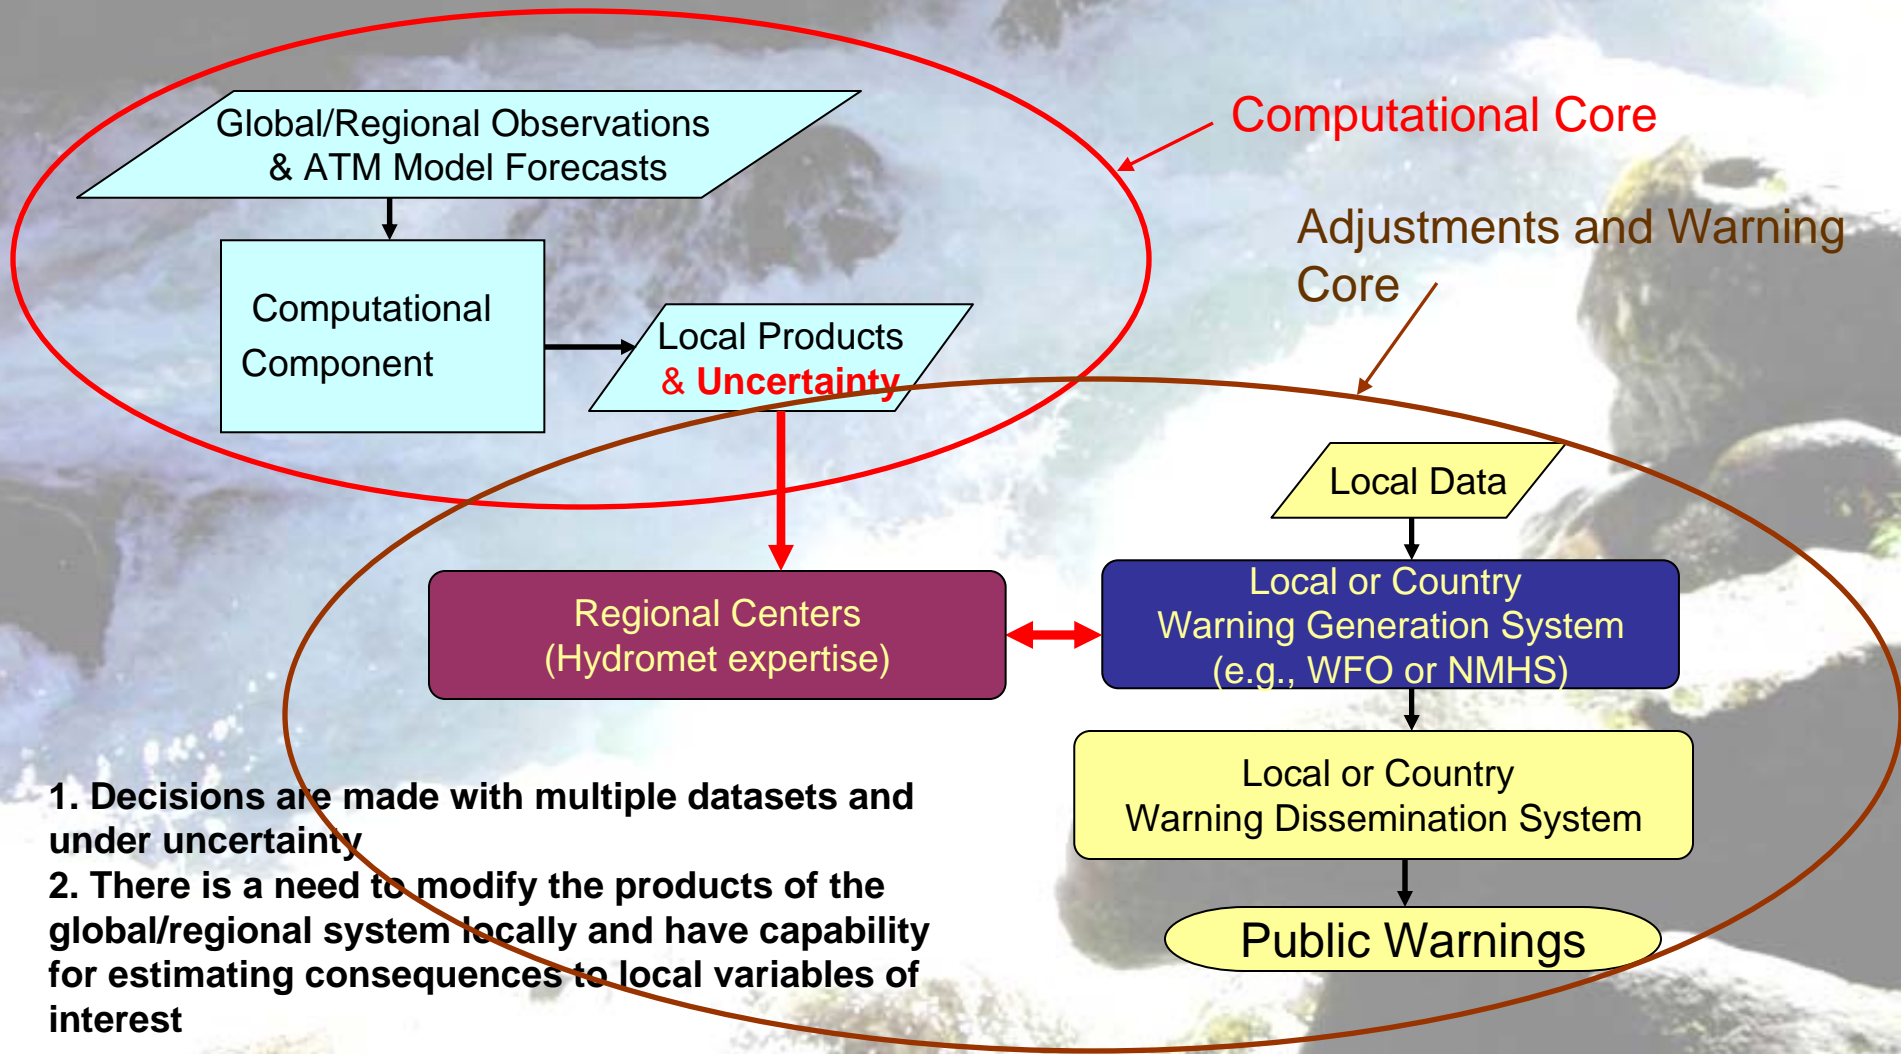 Global/Regional Observations
& ATM Model Forecasts
Computational Core
Adjustments and Warning
Core
Computational
Component
Local Products
& Uncertainty
Local Data
Regional Centers
(Hydromet expertise)
Local or Country
Warning Generation System
(e.g., WFO or NMHS)
Local or Country
Warning Dissemination System
Public Warnings
1. Decisions are made with multiple datasets and
under uncertainty
2. There is a need to modify the products of the
global/regional system locally and have capability
for estimating consequences to local variables of
interest